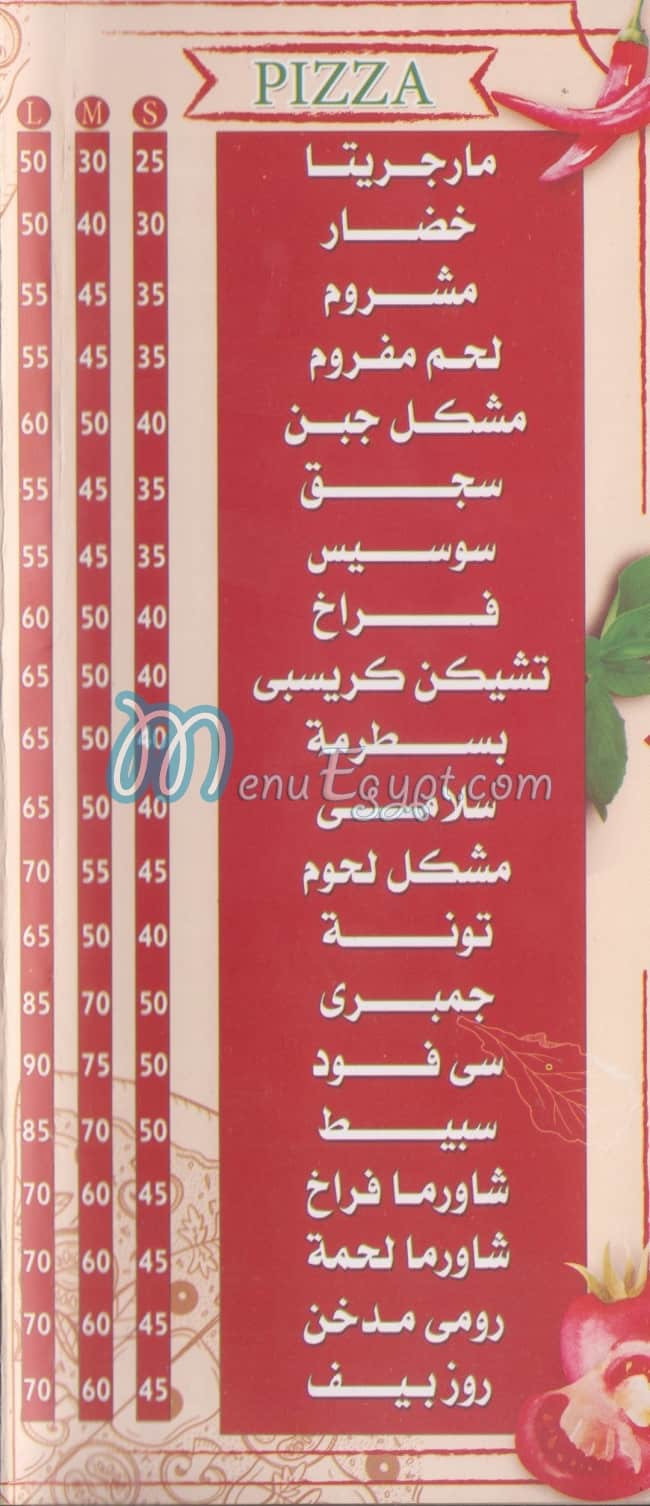 PIZZA
L M S
مارجريتا 25 30 50
خضار 30 40 50
مشروم 35 45 55
لحم مفروم 35 45 55
مشكل جبن 40 50 60
سجق 35 45 55
سوسيس 35 45 55
فراخ 40 50 60
تشيكن كريسبى 40 50 65
بسطرمة 40 50 65
MenuEgypt.com
سلامى 40 50 65
مشكل لحوم 45 55 70
تونة 40 50 65
جمبرى 50 70 85
سى فود 50 75 90
سبيط 50 70 85
شاورما فراخ 45 60 70
شاورما لحمة 45 60 70
رومى مدخن 45 60 70
روز بيف 45 60 70